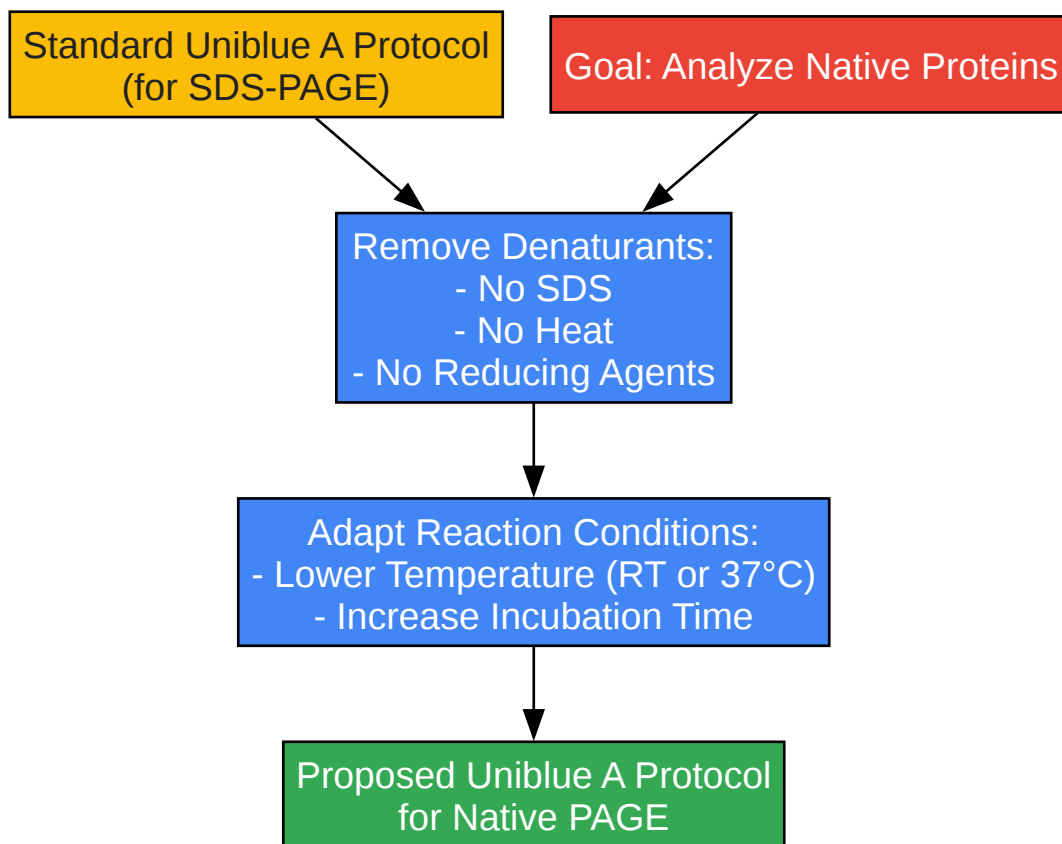 Standard Uniblue A Protocol
(for SDS-PAGE)
Goal: Analyze Native Proteins
Remove Denaturants:
- No SDS
- No Heat
- No Reducing Agents
Adapt Reaction Conditions:
- Lower Temperature (RT or 37°C)
- Increase Incubation Time
Proposed Uniblue A Protocol
for Native PAGE